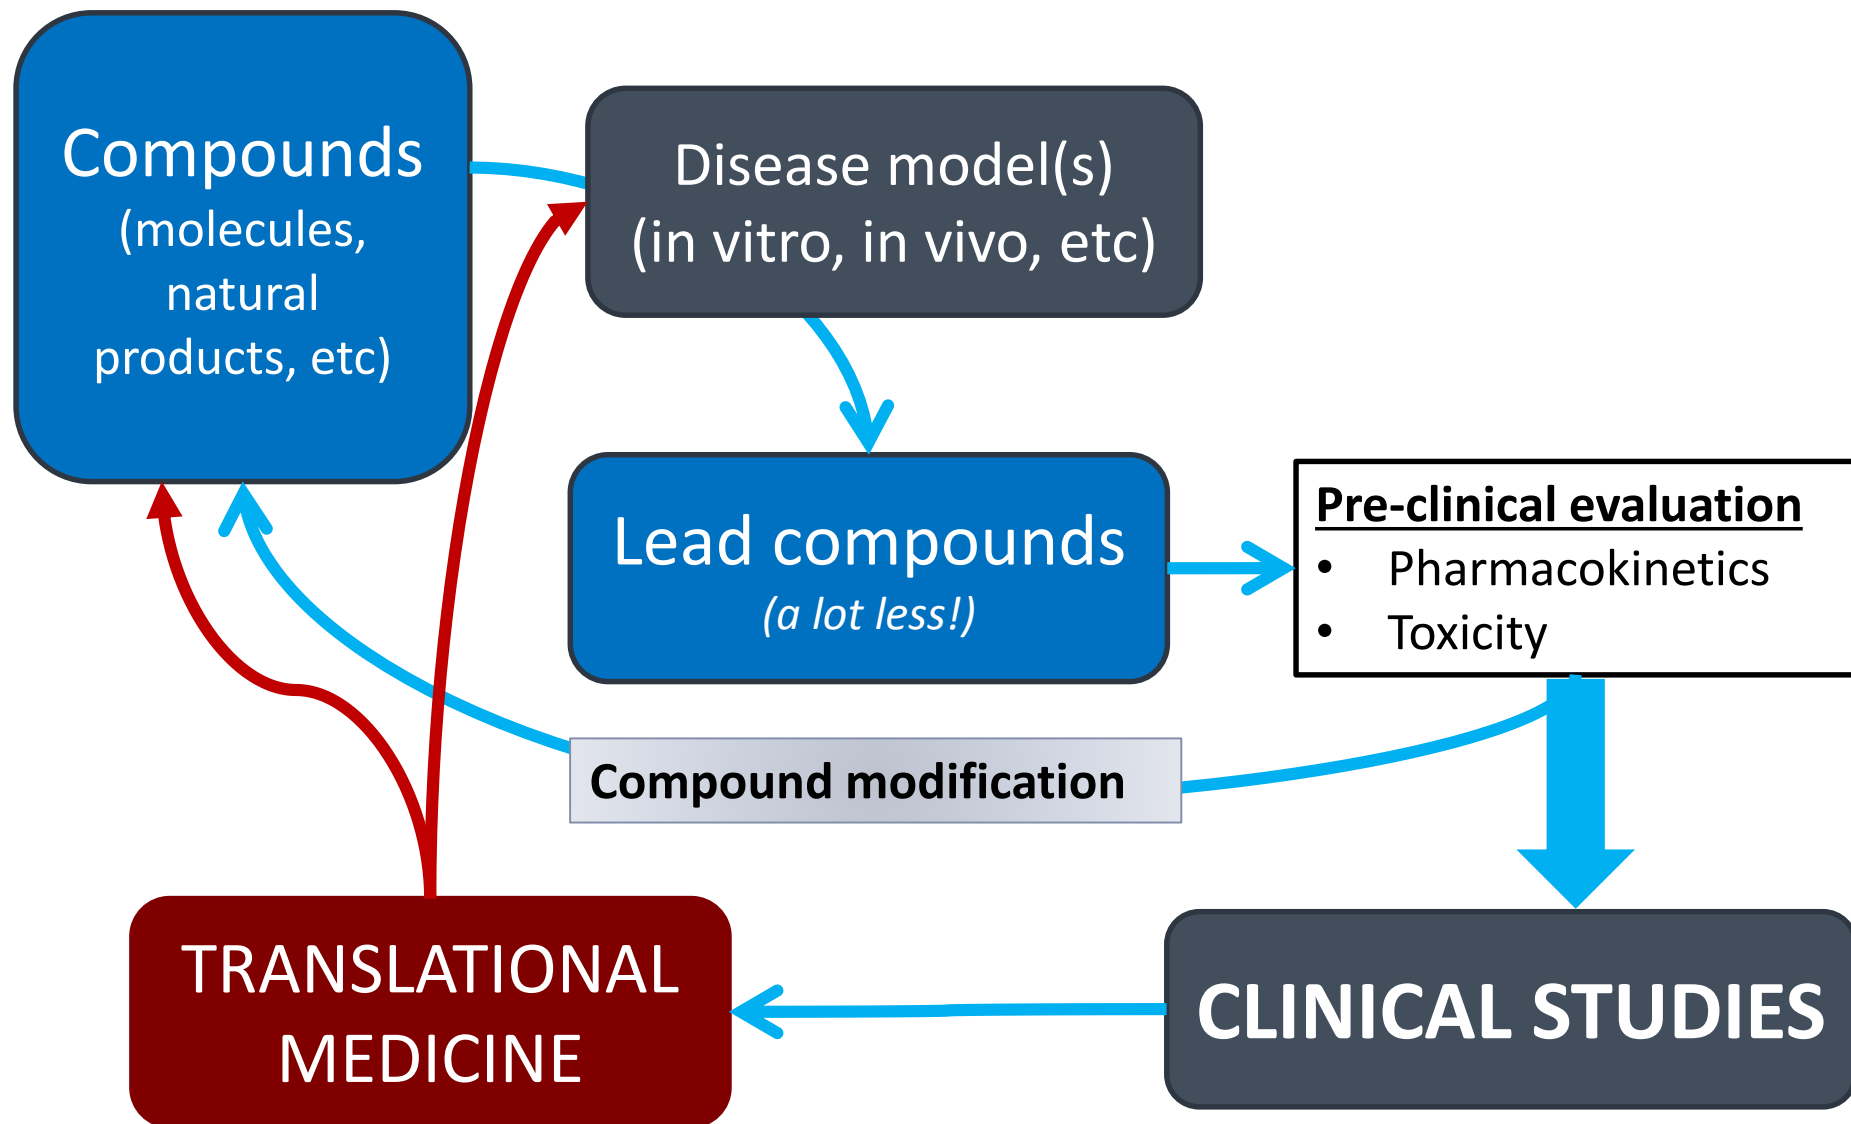 Compounds
(molecules,
natural
products, etc)
Disease model(s)
(in vitro, in vivo, etc)
Lead compounds
(a lot less!)
Pre-clinical evaluation
• Pharmacokinetics
• Toxicity
Compound modification
TRANSLATIONAL
MEDICINE
CLINICAL STUDIES